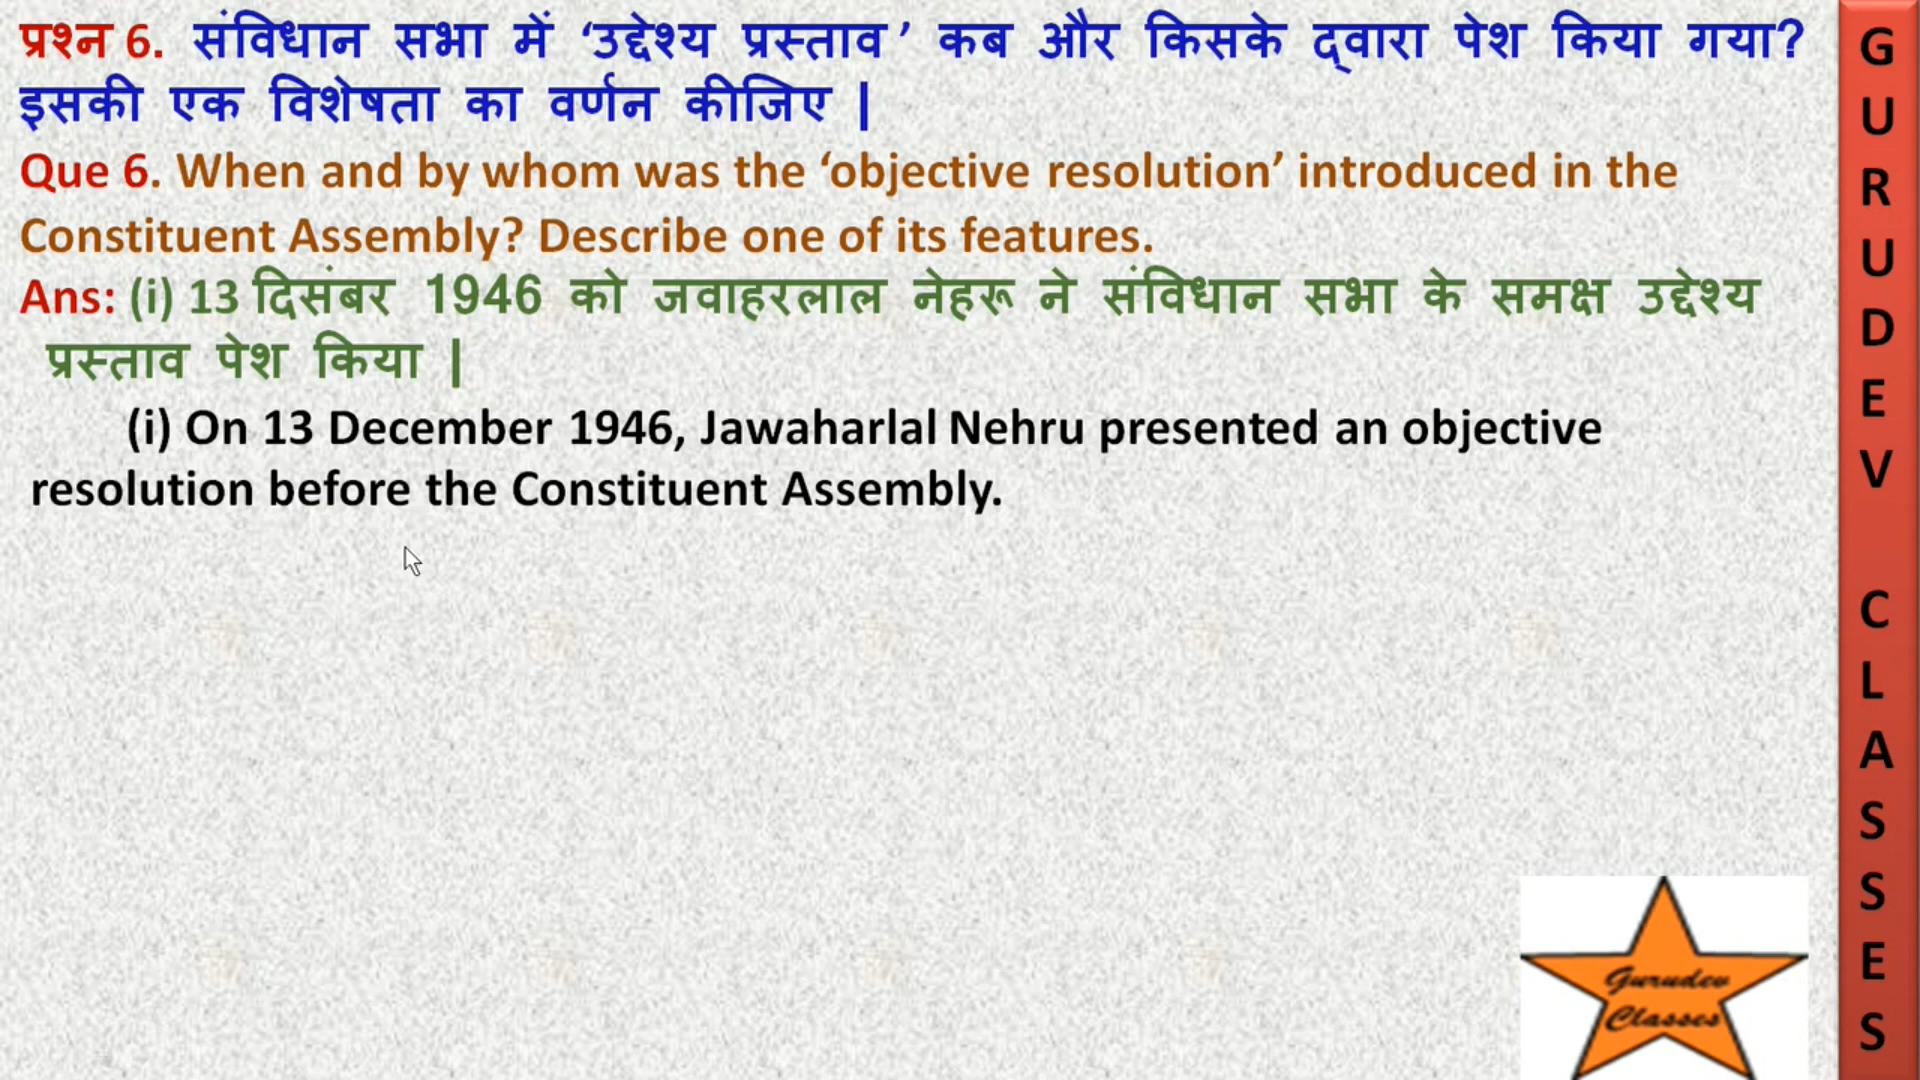 प्रश्न 6. संविधान सभा में ‘उद्देश्य प्रस्ताव’ कब और किसके द्वारा पेश किया गया?
इसकी एक विशेषता का वर्णन कीजिए |
Que 6. When and by whom was the ‘objective resolution’ introduced in the
Constituent Assembly? Describe one of its features.
Ans: (i) 13 दिसंबर 1946 को जवाहरलाल नेहरू ने संविधान सभा के समक्ष उद्देश्य
प्रस्ताव पेश किया |
(i) On 13 December 1946, Jawaharlal Nehru presented an objective
resolution before the Constituent Assembly.
GURUDEV CLASSES
Gurudev
Classes